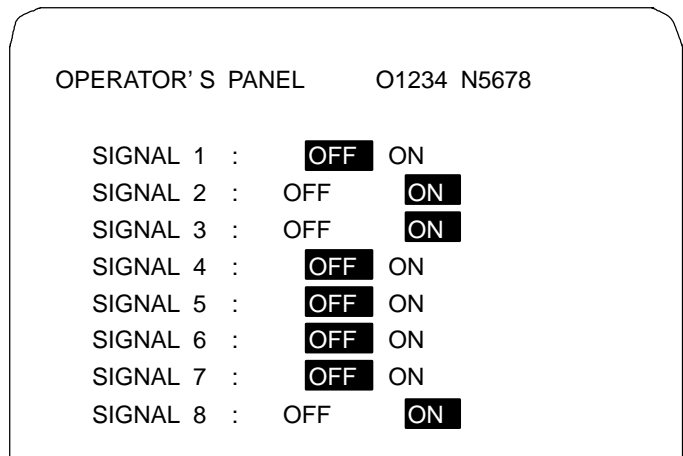 OPERATOR'S PANEL O1234 N5678
SIGNAL 1 : OFF ON
SIGNAL 2 : OFF ON
SIGNAL 3 : OFF ON
SIGNAL 4 : OFF ON
SIGNAL 5 : OFF ON
SIGNAL 6 : OFF ON
SIGNAL 7 : OFF ON
SIGNAL 8 : OFF ON